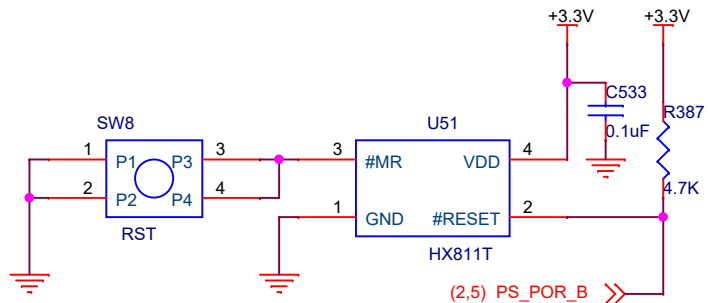 +3.3V +3.3V
C533
SW8 U51 R387
0.1uF
1 P1 P3 3 3 #MR VDD 4
2 P2 P4 4 4.7K
1 GND #RESET 2
RST HX811T
(2,5) PS_POR_B